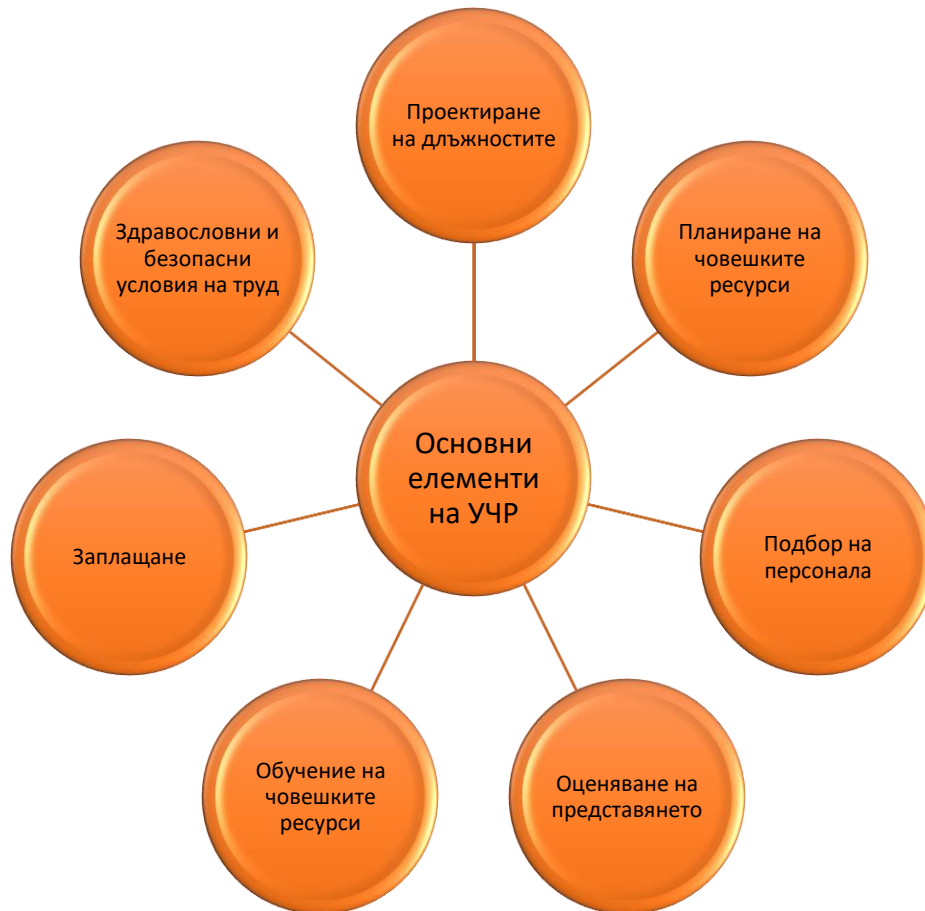 Проектиране
на длъжностите
Здравословни и
безопасни
условия на труд
Планиране на
човешките
ресурси
Основни
елементи
на УЧР
Заплащане
Подбор на
персонала
Обучение на
човешките
ресурси
Оценяване на
представянето